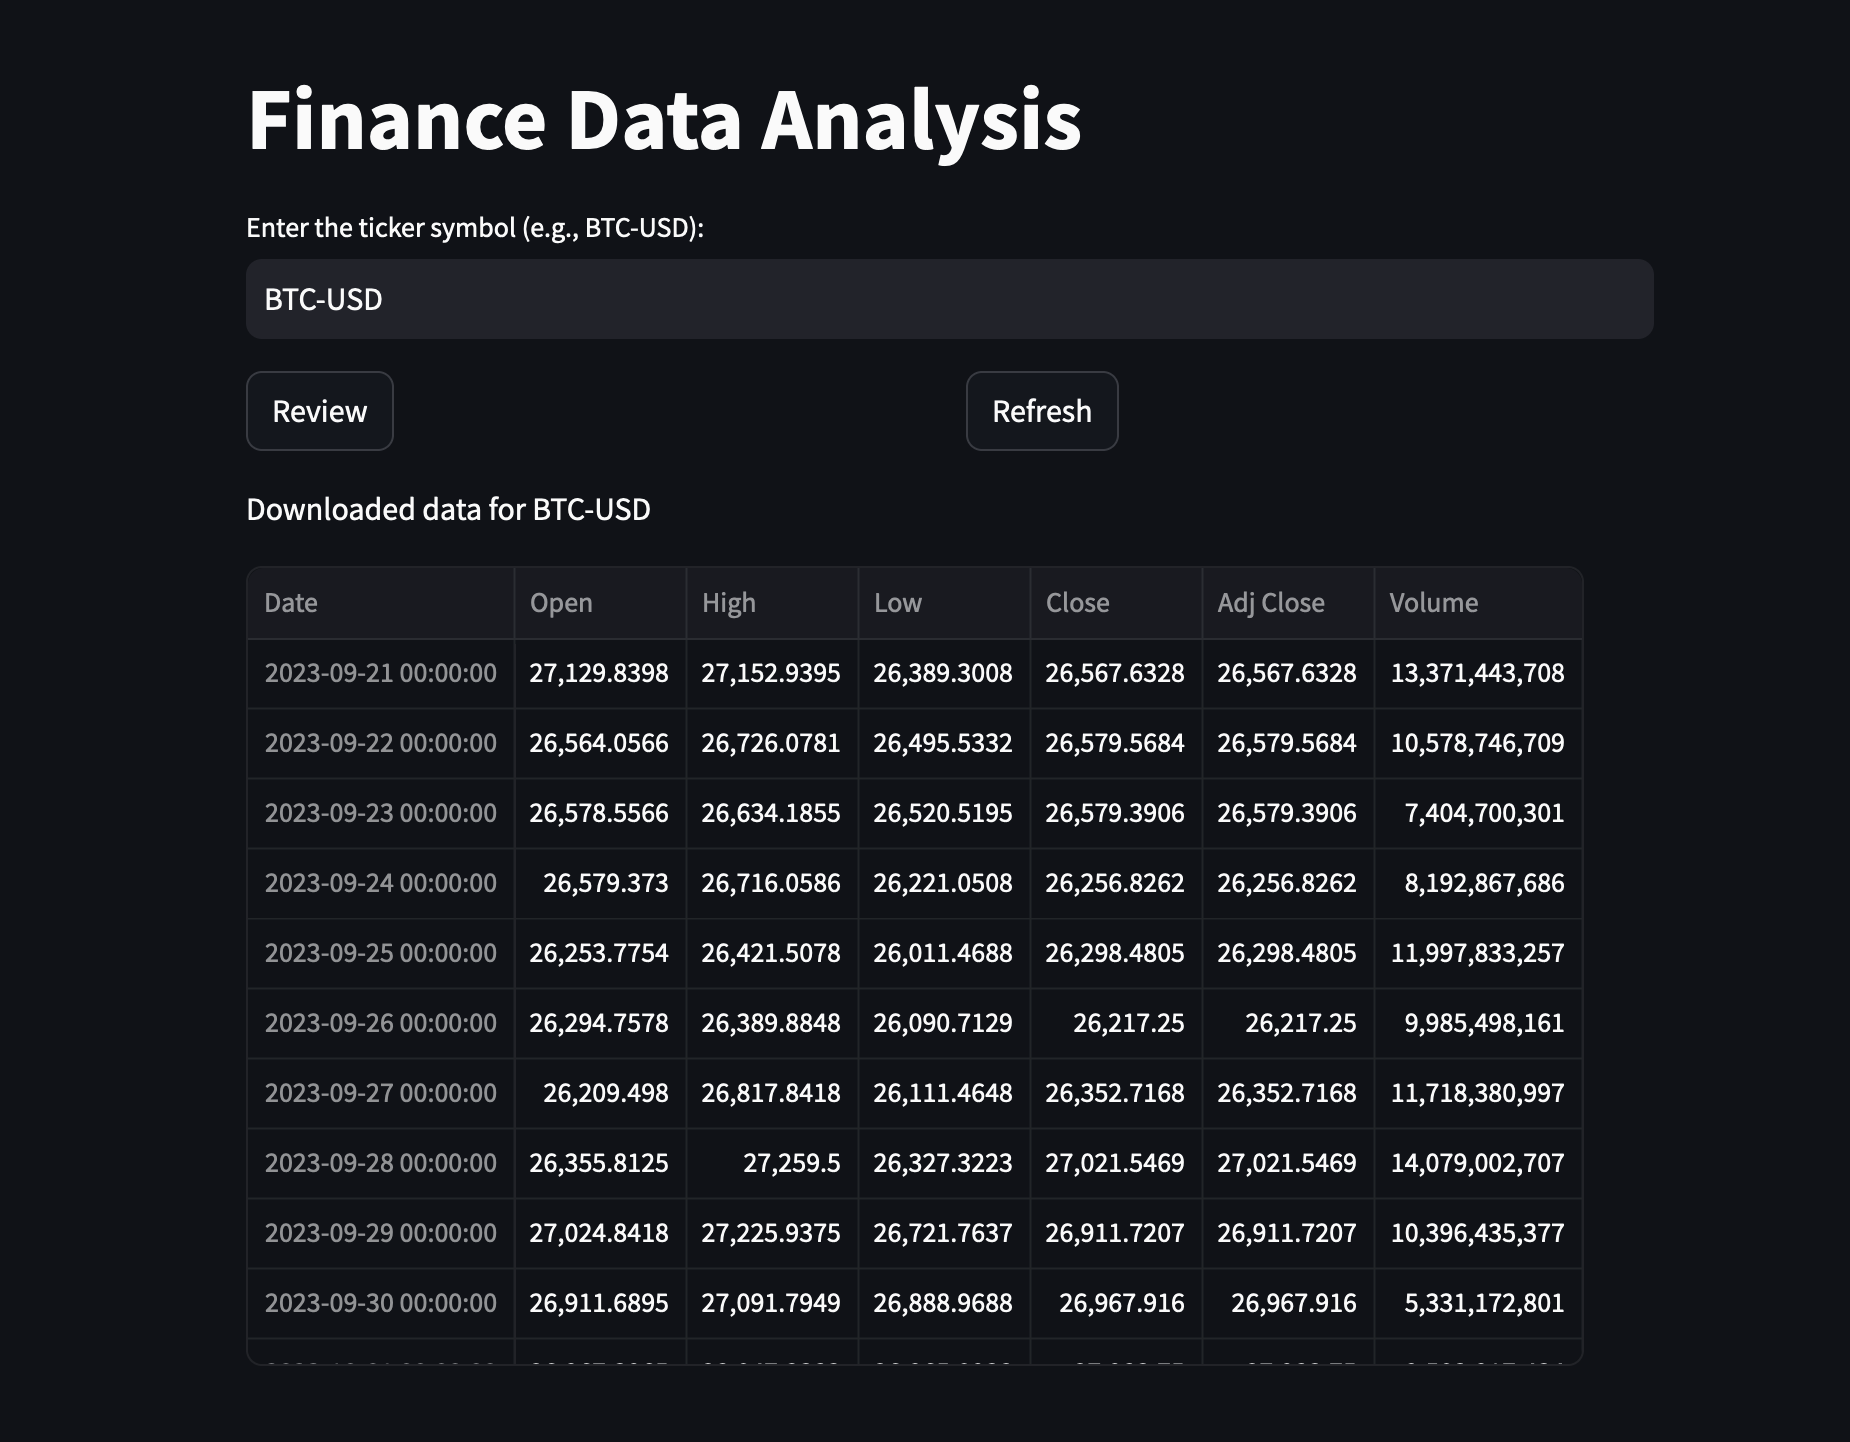 Finance Data Analysis
Enter the ticker symbol (e.g., BTC-USD):
BTC-USD
Review Refresh
Downloaded data for BTC-USD
Date Open High Low Close Adj Close Volume
2023-09-21 00:00:00 27,129.8398 27,152.9395 26,389.3008 26,567.6328 26,567.6328 13,371,443,708
2023-09-22 00:00:00 26,564.0566 26,726.0781 26,495.5332 26,579.5684 26,579.5684 10,578,746,709
2023-09-23 00:00:00 26,578.5566 26,634.1855 26,520.5195 26,579.3906 26,579.3906 7,404,700,301
2023-09-24 00:00:00 26,579.373 26,716.0586 26,221.0508 26,256.8262 26,256.8262 8,192,867,686
2023-09-25 00:00:00 26,253.7754 26,421.5078 26,011.4688 26,298.4805 26,298.4805 11,997,833,257
2023-09-26 00:00:00 26,294.7578 26,389.8848 26,090.7129 26,217.25 26,217.25 9,985,498,161
2023-09-27 00:00:00 26,209.498 26,817.8418 26,111.4648 26,352.7168 26,352.7168 11,718,380,997
2023-09-28 00:00:00 26,355.8125 27,259.5 26,327.3223 27,021.5469 27,021.5469 14,079,002,707
2023-09-29 00:00:00 27,024.8418 27,225.9375 26,721.7637 26,911.7207 26,911.7207 10,396,435,377
2023-09-30 00:00:00 26,911.6895 27,091.7949 26,888.9688 26,967.916 26,967.916 5,331,172,801